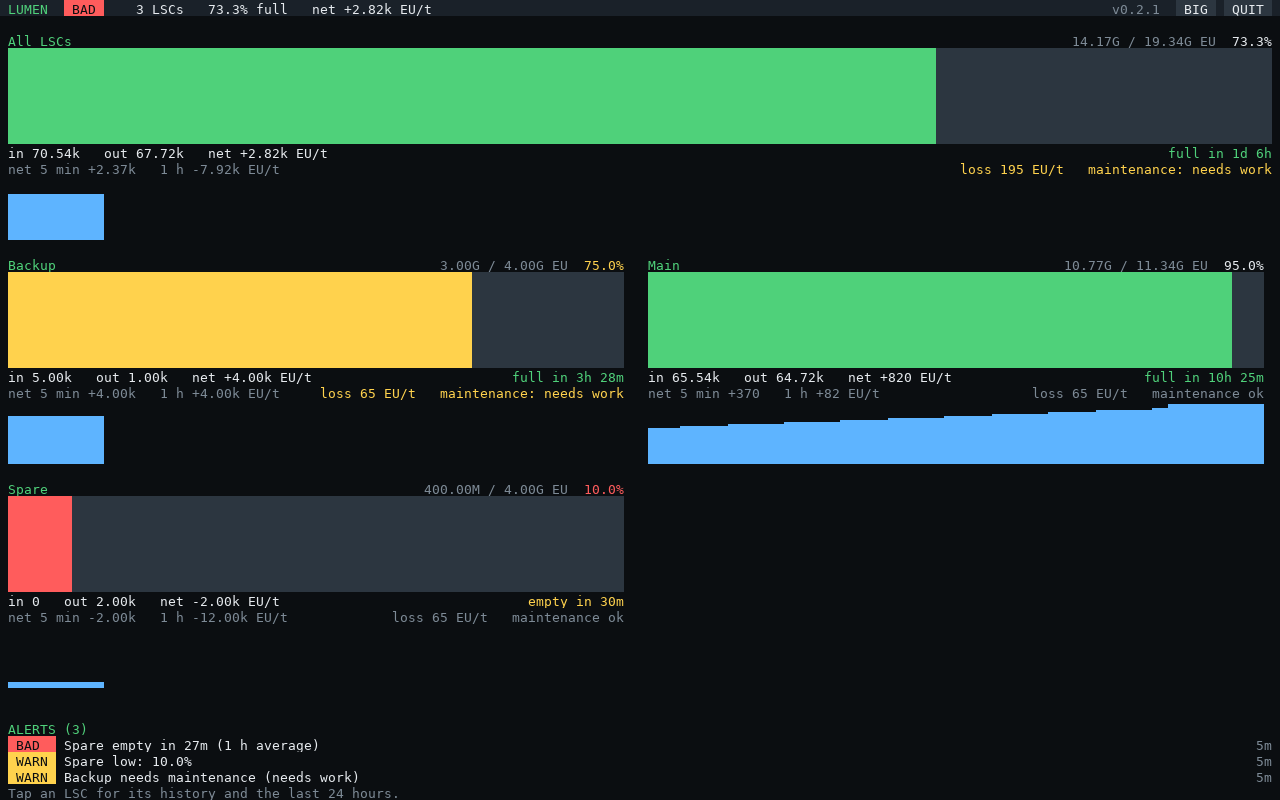 LUMEN BAD 3 LSCs 73.3% full net +2.82k EU/t v0.2.1 BIG QUIT
All LSCs 14.17G / 19.34G EU 73.3%
in 70.54k out 67.72k net +2.82k EU/t full in 1d 6h
net 5 min +2.37k 1 h -7.92k EU/t loss 195 EU/t maintenance: needs work
Backup 3.00G / 4.00G EU 75.0%
in 5.00k out 1.00k net +4.00k EU/t full in 3h 28m
net 5 min +4.00k 1 h +4.00k EU/t loss 65 EU/t maintenance: needs work
Main 10.77G / 11.34G EU 95.0%
in 65.54k out 64.72k net +820 EU/t full in 10h 25m
net 5 min +370 1 h +82 EU/t loss 65 EU/t maintenance ok
Spare 400.00M / 4.00G EU 10.0%
in 0 out 2.00k net -2.00k EU/t empty in 30m
net 5 min -2.00k 1 h -12.00k EU/t loss 65 EU/t maintenance ok
ALERTS (3)
BAD Spare empty in 27m (1 h average) 5m
WARN Spare low: 10.0% 5m
WARN Backup needs maintenance (needs work) 5m
Tap an LSC for its history and the last 24 hours.